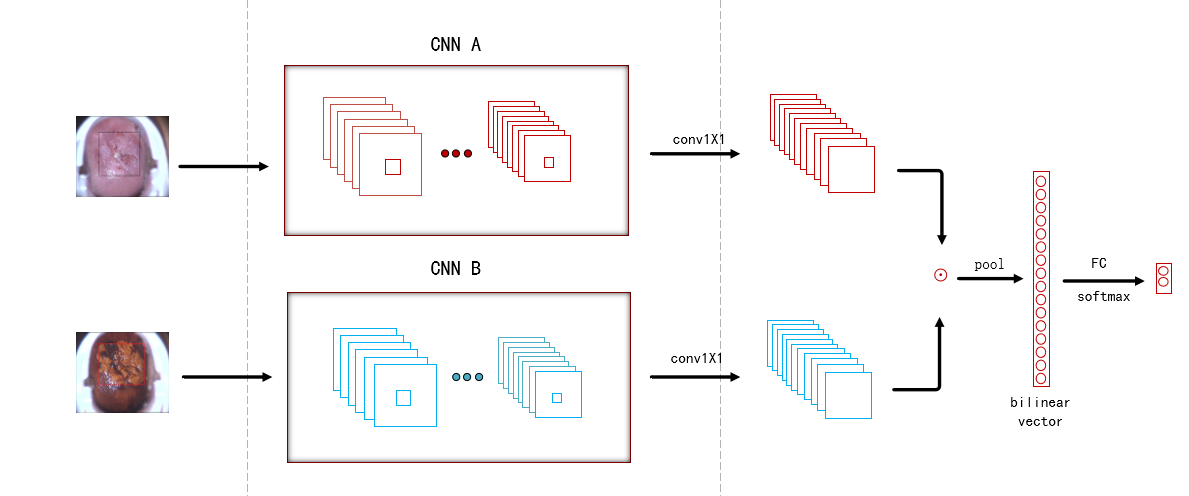 CNN A
conv1X1
CNN B
conv1X1
pool
FC
softmax
bilinear
vector